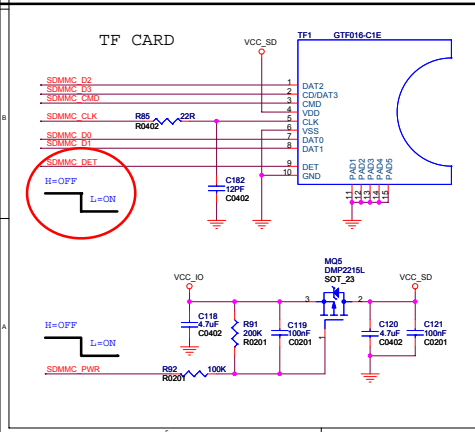 TF CARD
VCC_SD
TF1 GTF016-C1E
SDMMC_D2 1 DAT2
SDMMC_D3 2 CD/DAT3
SDMMC_CMD 3 CMD
4 VDD
SDMMC_CLK R85 22R 5 CLK
R0402 6 VSS
SDMMC_D0 7 DAT0
SDMMC_D1 8 DAT1
SDMMC_DET 9 DET
10 GND
PAD1 PAD2 PAD3 PAD4 PAD5
11 12 13 14 15
H=OFF
L=ON
C182
12PF
C0402
B
MQ5
DMP2215L
SOT_23
VCC_IO
VCC_SD
3 2
1
C118
4.7uF
C0402
R91
200K
R0201
C119
100nF
C0201
C120
4.7uF
C0402
C121
100nF
C0201
A
H=OFF
L=ON
SDMMC_PWR R92 100K
R0201